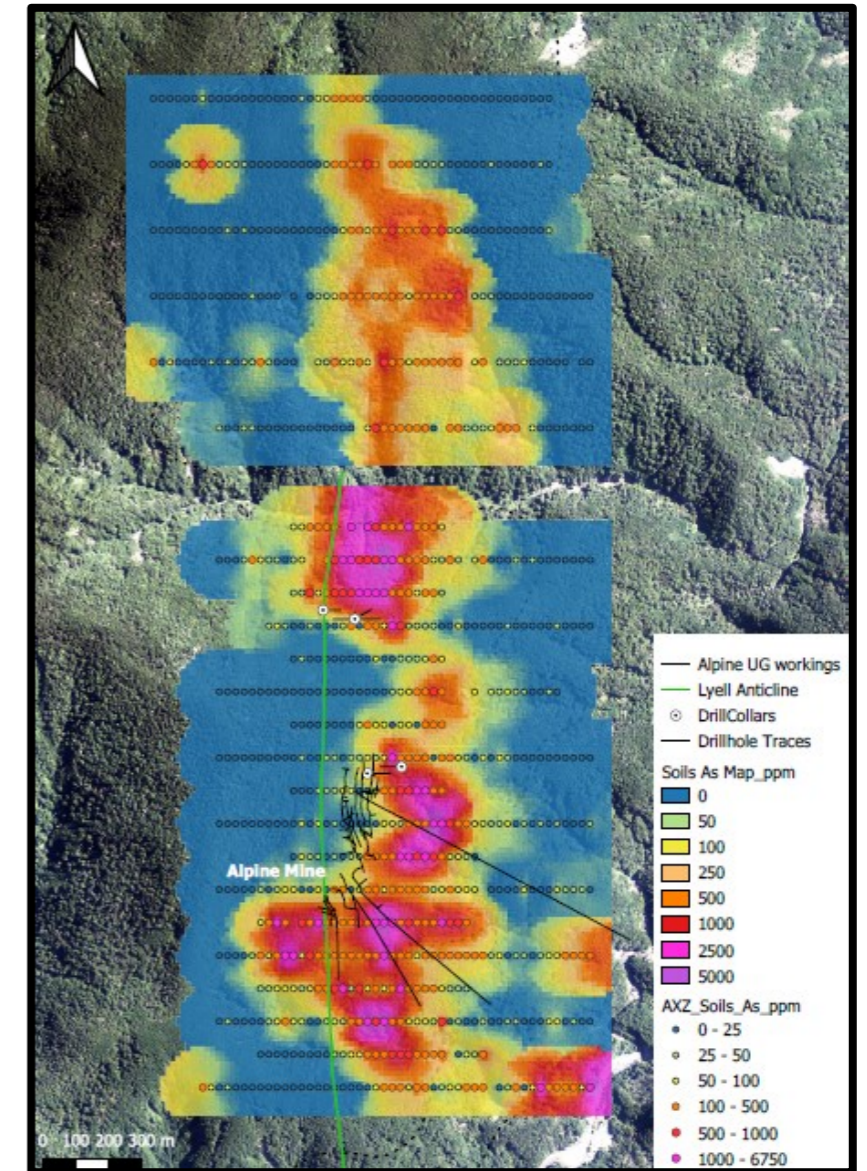 Alpine UG workings
Lyell Anticline
DrillCollars
Drillhole Traces
Soils As Map_ppm
0
50
100
250
500
1000
2500
5000
Alpine Mine
AXZ_Soils_As_ppm
0 - 25
25 - 50
50 - 100
100 - 500
500 - 1000
1000 - 6750
0 100 200 300 m